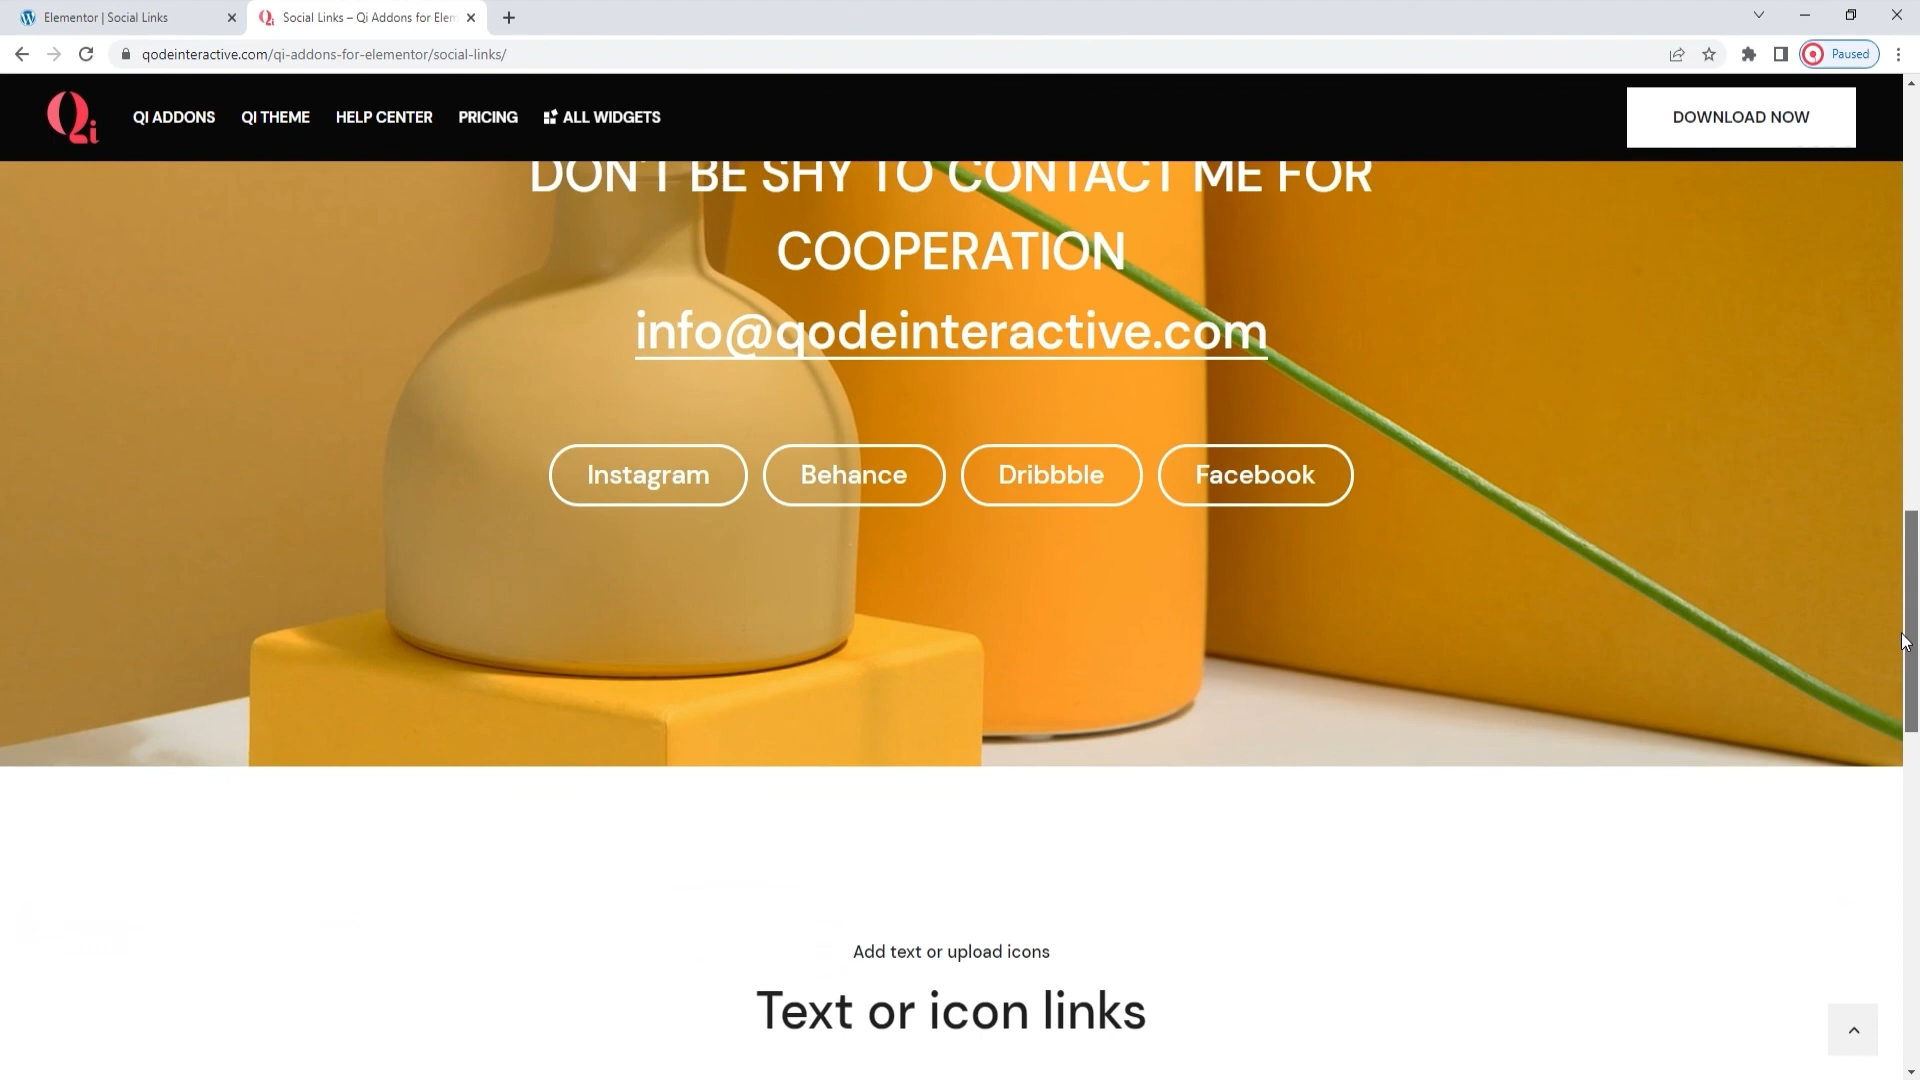 Elementor | Social Links
Social Links – Qi Addons for Elem
qodeinteractive.com/qi-addons-for-elementor/social-links/
Paused
Qi
QI ADDONS
QI THEME
HELP CENTER
PRICING
ALL WIDGETS
DOWNLOAD NOW
DON'T BE SHY TO CONTACT ME FOR
COOPERATION
info@qodeinteractive.com
Instagram
Behance
Dribbble
Facebook
Add text or upload icons
Text or icon links